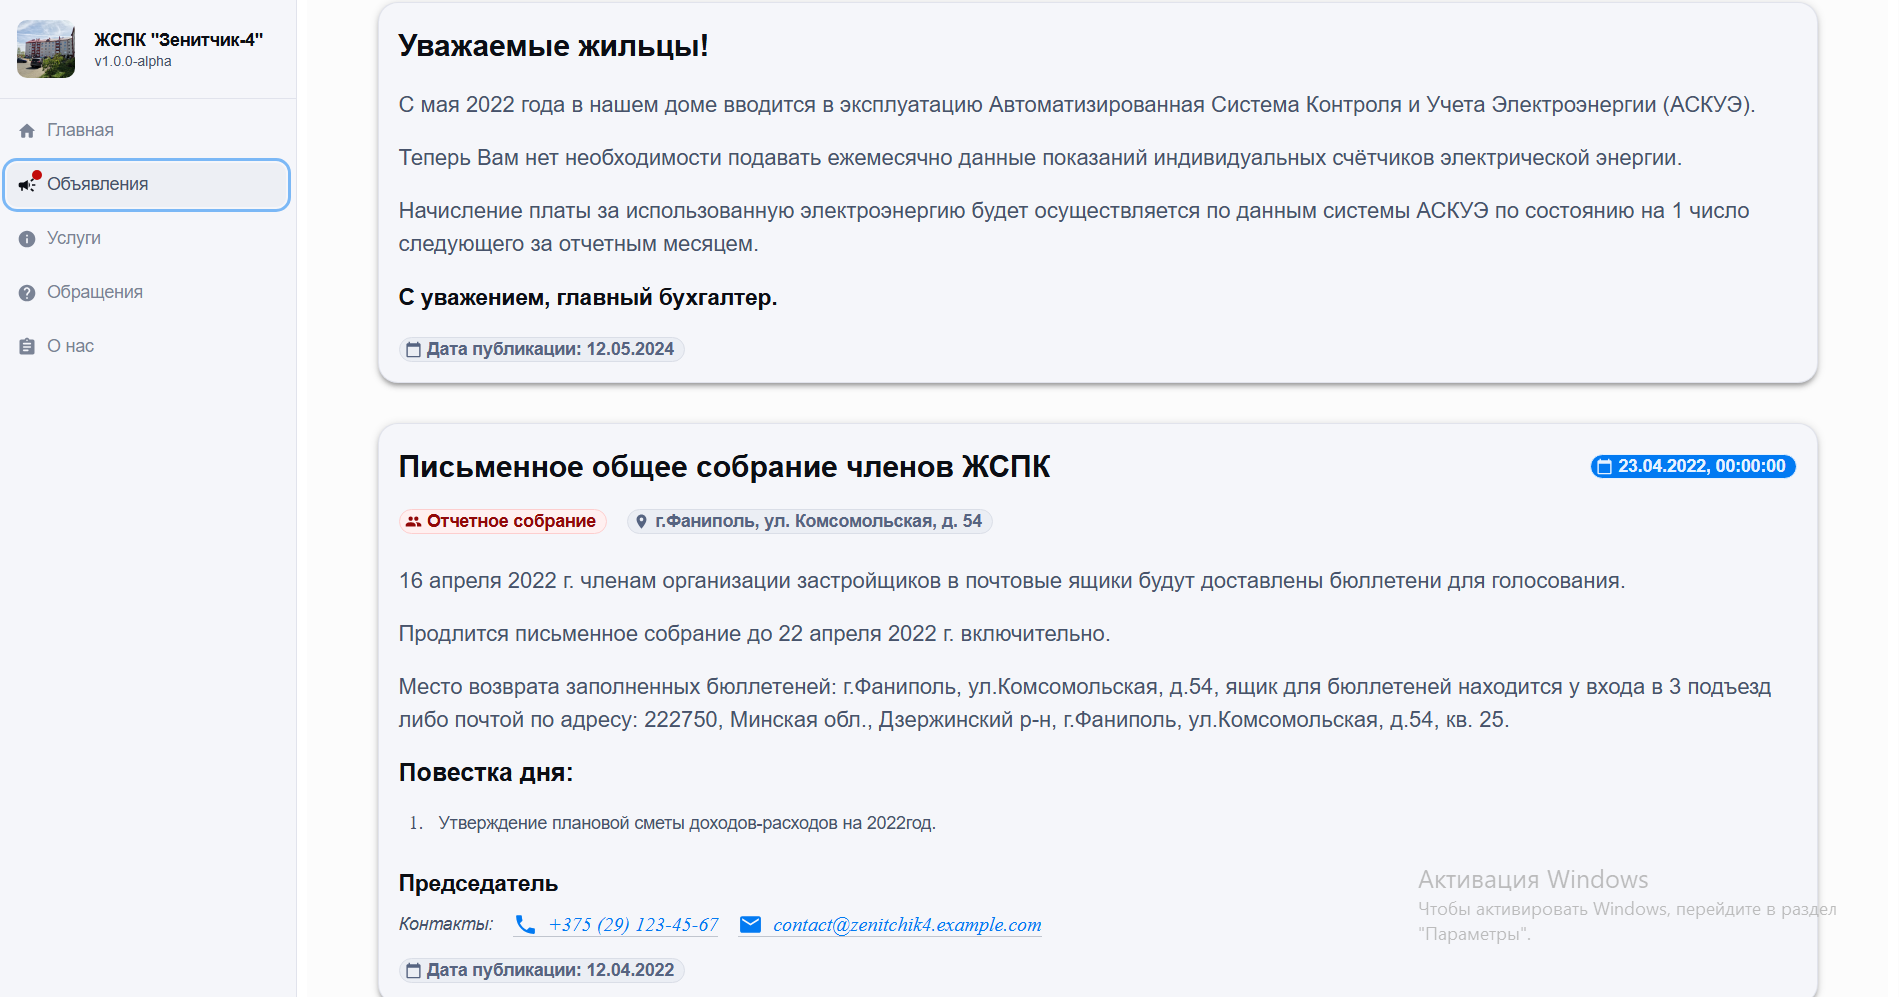 ЖСПК "Зенитчик-4"
v1.0.0-alpha
Главная
Объявления
Услуги
Обращения
О нас
Уважаемые жильцы!
С мая 2022 года в нашем доме вводится в эксплуатацию Автоматизированная Система Контроля и Учета Электроэнергии (АСКУЭ).
Теперь Вам нет необходимости подавать ежемесячно данные показаний индивидуальных счётчиков электрической энергии.
Начисление платы за использованную электроэнергию будет осуществляется по данным системы АСКУЭ по состоянию на 1 число
следующего за отчетным месяцем.
С уважением, главный бухгалтер.
Дата публикации: 12.05.2024
Письменное общее собрание членов ЖСПК
23.04.2022, 00:00:00
Отчетное собрание
г.Фаниполь, ул. Комсомольская, д. 54
16 апреля 2022 г. членам организации застройщиков в почтовые ящики будут доставлены бюллетени для голосования.
Продлится письменное собрание до 22 апреля 2022 г. включительно.
Место возврата заполненных бюллетеней: г.Фаниполь, ул.Комсомольская, д.54, ящик для бюллетеней находится у входа в 3 подъезд
либо почтой по адресу: 222750, Минская обл., Дзержинский р-н, г.Фаниполь, ул.Комсомольская, д.54, кв. 25.
Повестка дня:
1. Утверждение плановой сметы доходов-расходов на 2022год.
Председатель
Контакты: +375 (29) 123-45-67 contact@zenitchik4.example.com
Дата публикации: 12.04.2022
Активация Windows
Чтобы активировать Windows, перейдите в раздел
"Параметры".